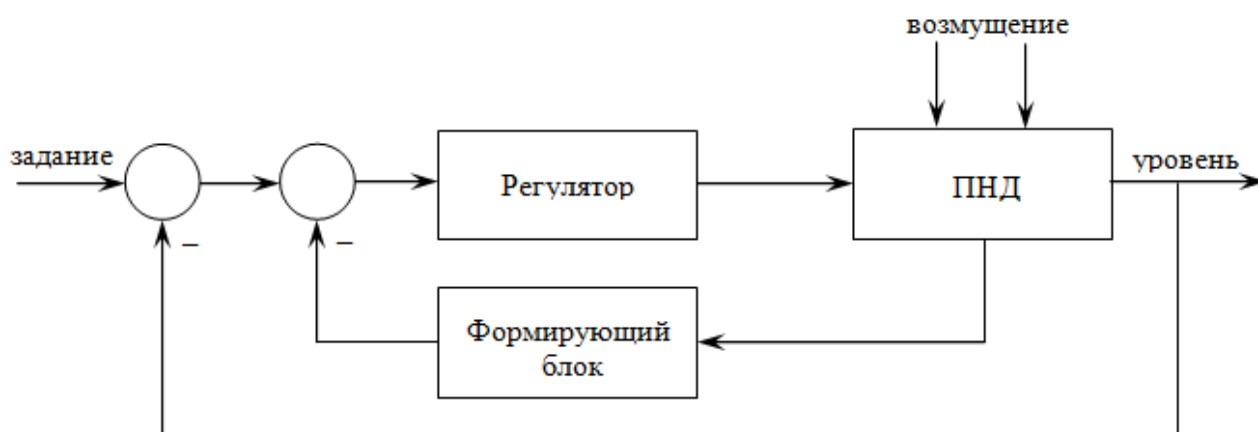 возмущение
задание
уровень
Регулятор
ПНД
–
–
Формирующий
блок